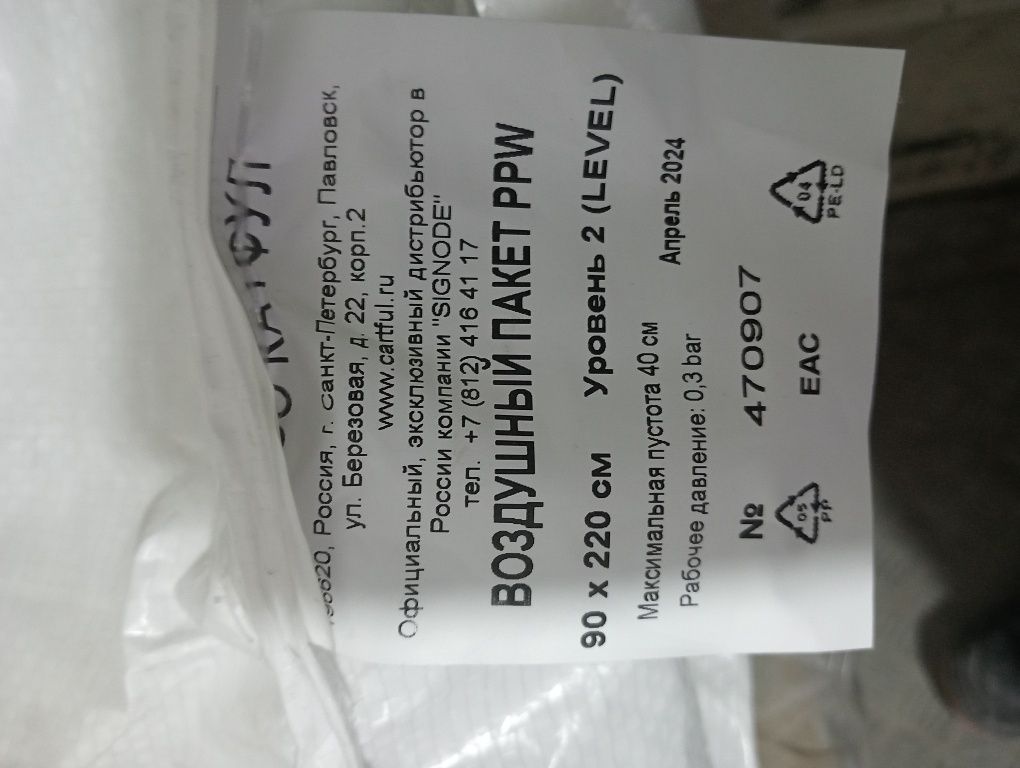 КАРТФУЛ
196620, Россия, г. Санкт-Петербург, Павловск,
ул. Березовая, д. 22, корп.2
www.cartful.ru
Официальный, эксклюзивный дистрибьютор в
России компании "SIGNODE"
тел. +7 (812) 416 41 17
ВОЗДУШНЫЙ ПАКЕТ PPW
90 x 220 см Уровень 2 (LEVEL)
Максимальная пустота 40 см
Апрель 2024
Рабочее давление: 0,3 bar
№ 470907
05 PP
EAC
04 PE-LD